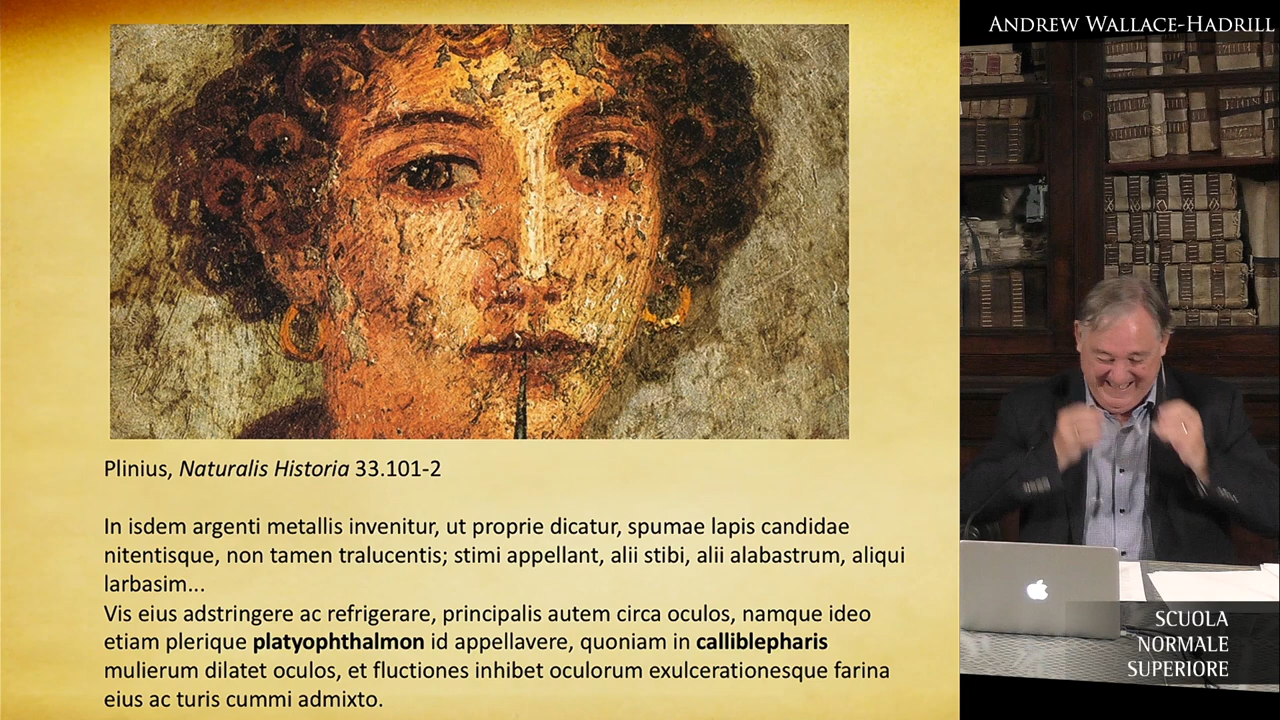 ANDREW WALLACE-HADRILL
Plinius, Naturalis Historia 33.101-2
In isdem argenti metallis invenitur, ut proprie dicatur, spumae lapis candidae
nitentisque, non tamen tralucentis; stimi appellant, alii stibi, alii alabastrum, aliqui
larbasim...
Vis eius adstringere ac refrigerare, principalis autem circa oculos, namque ideo
etiam plerique platyophthalmon id appellavere, quoniam in calliblepharis
mulierum dilatet oculos, et fluctiones inhibet oculorum exulcerationesque farina
eius ac turis cummi admixto.
SCUOLA
NORMALE
SUPERIORE